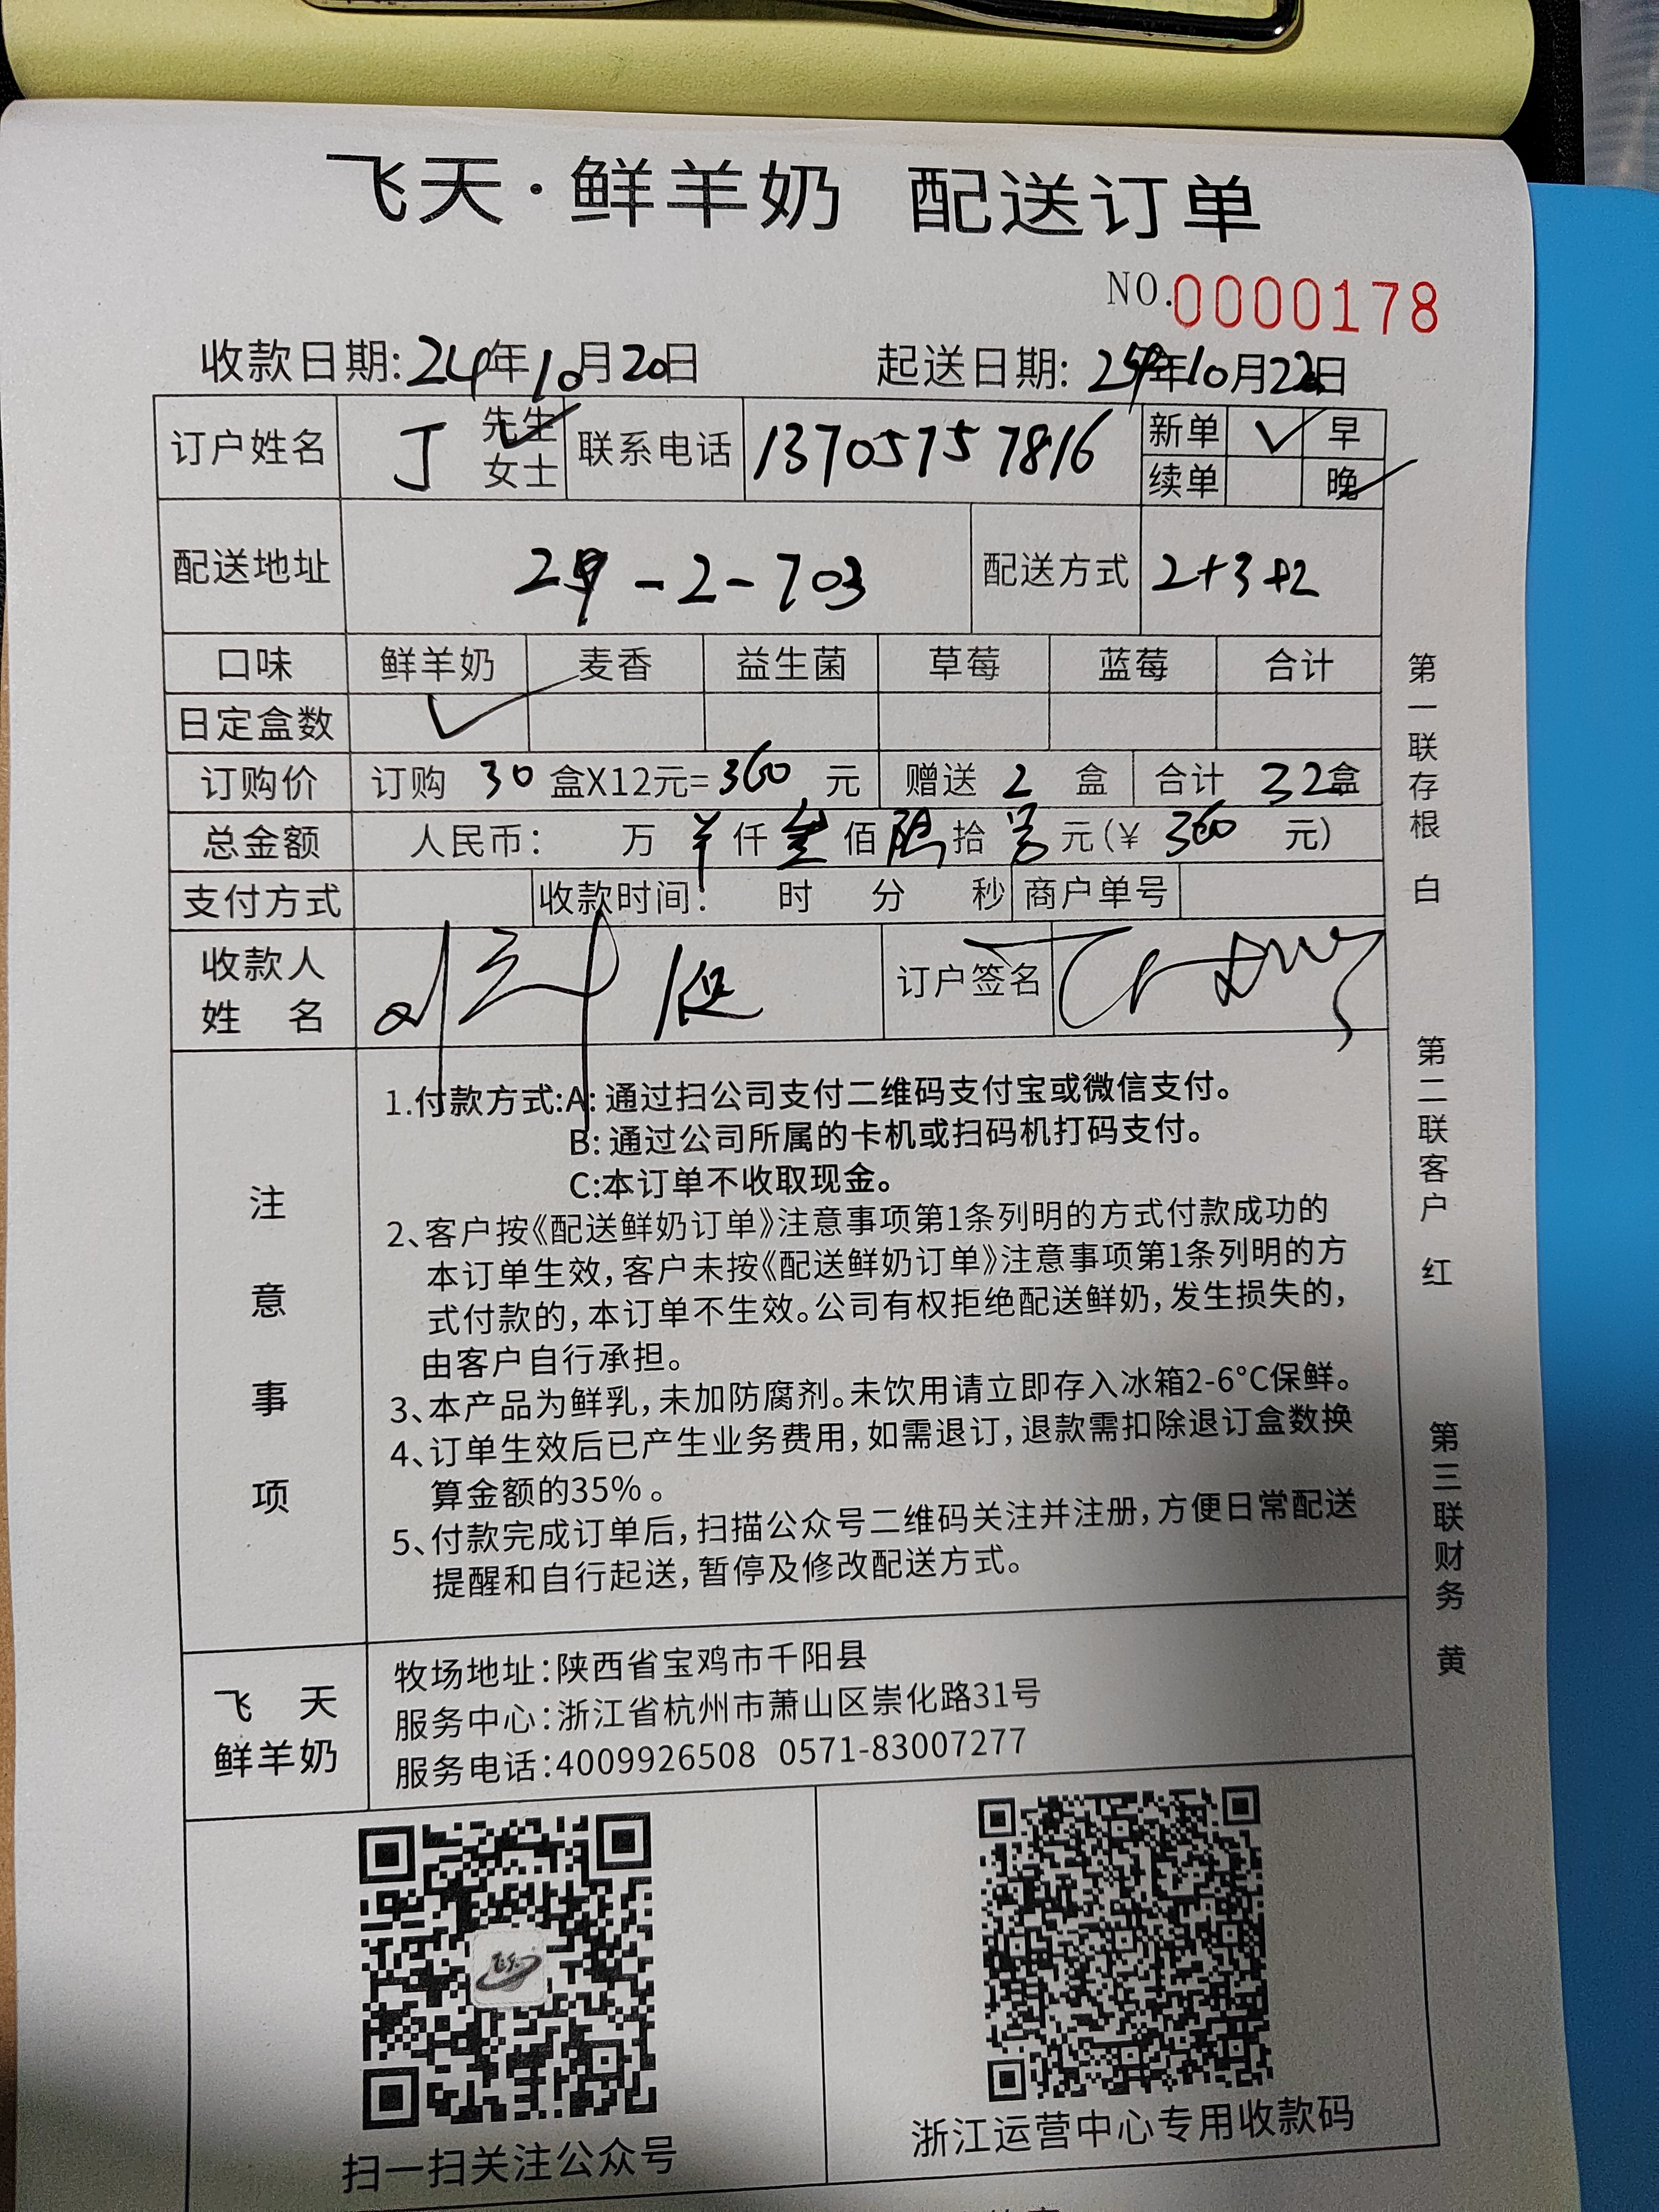 飞天·鲜羊奶 配送订单
NO.0000178
收款日期:24年10月20日 起送日期:24年10月22日
订户姓名 丁 先生 女士 联系电话 13705757816 新单 ✓ 早
续单 晚
配送地址 29-2-703 配送方式 2+3+2
口味 鲜羊奶 麦香 益生菌 草莓 蓝莓 合计
日定盒数 ✓
订购价 订购 30 盒X12元=360 元 赠送 2 盒 合计 32盒
总金额 人民币: 万 仟 叁 佰 陆 拾 零 元(¥ 360 元)
支付方式 收款时间: 时 分 秒 商户单号
收款人
姓 名 订户签名
注意事项
1.付款方式:A:通过扫公司支付二维码支付宝或微信支付。
B:通过公司所属的卡机或扫码机打码支付。
C:本订单不收取现金。
2、客户按《配送鲜奶订单》注意事项第1条列明的方式付款成功的
本订单生效,客户未按《配送鲜奶订单》注意事项第1条列明的方
式付款的,本订单不生效。公司有权拒绝配送鲜奶,发生损失的,
由客户自行承担。
3、本产品为鲜乳,未加防腐剂。未饮用请立即存入冰箱2-6°C保鲜。
4、订单生效后已产生业务费用,如需退订,退款需扣除退订盒数换
算金额的35%。
5、付款完成订单后,扫描公众号二维码关注并注册,方便日常配送
提醒和自行起送,暂停及修改配送方式。
飞 天
鲜羊奶
牧场地址:陕西省宝鸡市千阳县
服务中心:浙江省杭州市萧山区崇化路31号
服务电话:4009926508 0571-83007277
扫一扫关注公众号
浙江运营中心专用收款码
第一联存根 白
第二联客户 红
第三联财务 黄